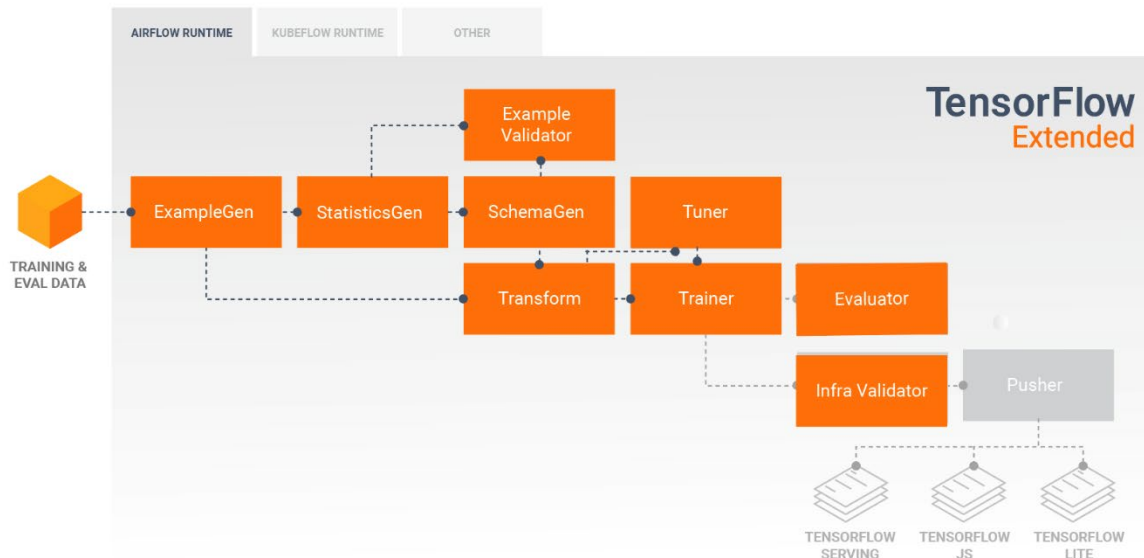 AIRFLOW RUNTIME
KUBEFLOW RUNTIME
OTHER
TensorFlow
Extended
Example
Validator
ExampleGen
StatisticsGen
SchemaGen
Tuner
TRAINING &
EVAL DATA
Transform
Trainer
Evaluator
Infra Validator
Pusher
TENSORFLOW
SERVING
TENSORFLOW
.JS
TENSORFLOW
LITE